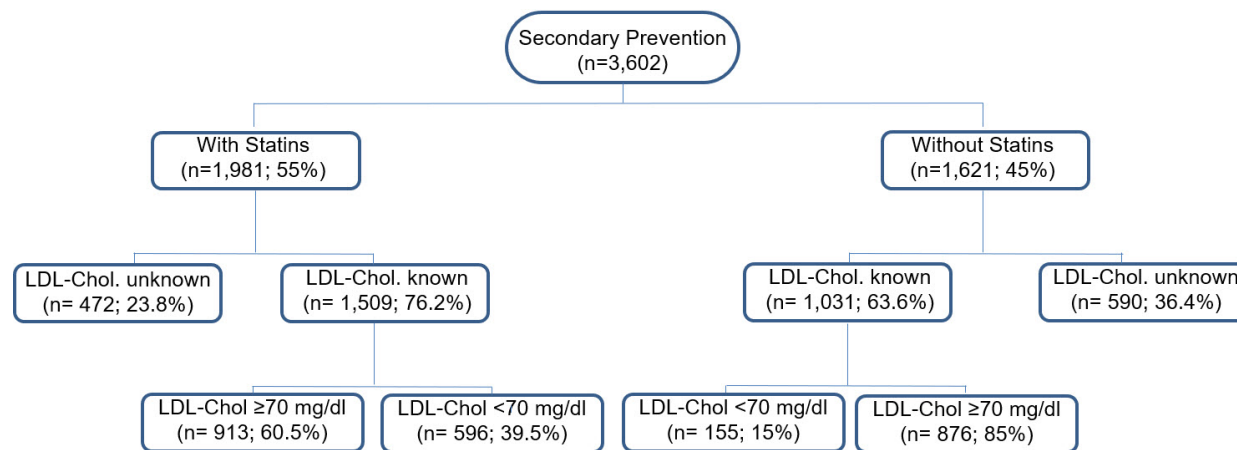 Secondary Prevention
(n=3,602)
With Statins
(n=1,981; 55%)
Without Statins
(n=1,621; 45%)
LDL-Chol. unknown
(n= 472; 23.8%)
LDL-Chol. known
(n= 1,509; 76.2%)
LDL-Chol. known
(n= 1,031; 63.6%)
LDL-Chol. unknown
(n= 590; 36.4%)
LDL-Chol ≥70 mg/dl
(n= 913; 60.5%)
LDL-Chol <70 mg/dl
(n= 596; 39.5%)
LDL-Chol <70 mg/dl
(n= 155; 15%)
LDL-Chol ≥70 mg/dl
(n= 876; 85%)